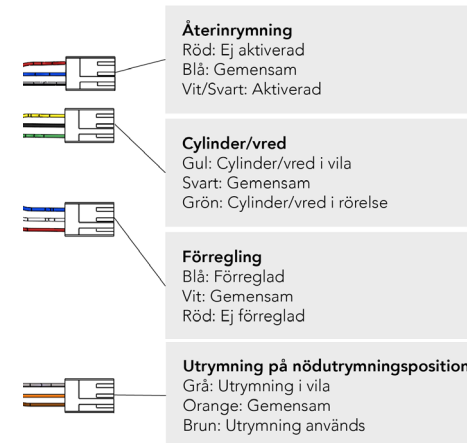 Återinrymning
Röd: Ej aktiverad
Blå: Gemensam
Vit/Svart: Aktiverad
Cylinder/vred
Gul: Cylinder/vred i vila
Svart: Gemensam
Grön: Cylinder/vred i rörelse
Förregling
Blå: Förreglad
Vit: Gemensam
Röd: Ej förreglad
Utrymning på nödutrymningsposition
Grå: Utrymning i vila
Orange: Gemensam
Brun: Utrymning används